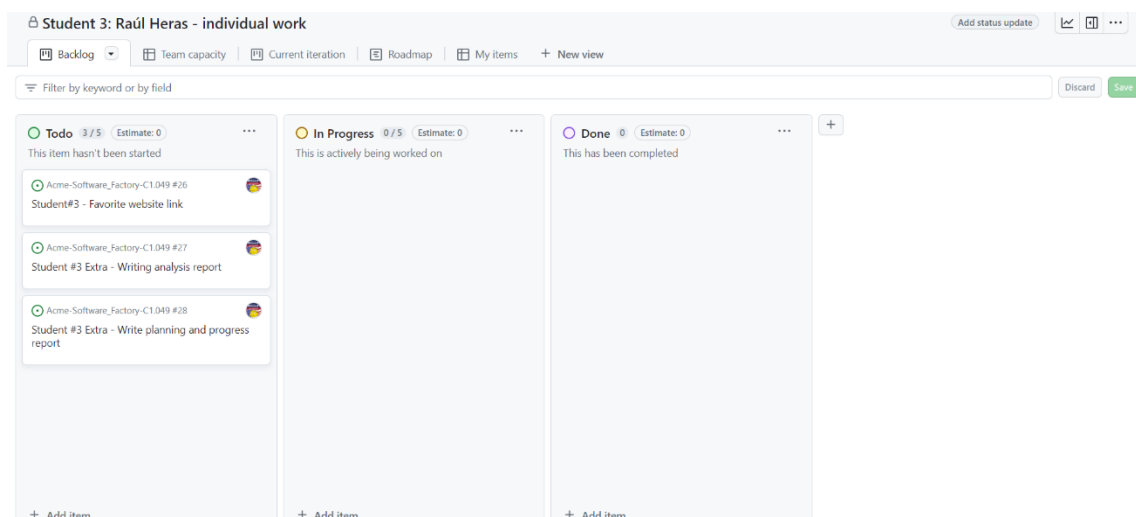 Student 3: Raúl Heras - individual work
Add status update
Backlog
Team capacity
Current iteration
Roadmap
My items
+ New view
Filter by keyword or by field
Discard
Save
Todo 3 / 5 Estimate: 0
This item hasn't been started
Acme-Software_Factory-C1.049 #26
Student#3 - Favorite website link
Acme-Software_Factory-C1.049 #27
Student #3 Extra - Writing analysis report
Acme-Software_Factory-C1.049 #28
Student #3 Extra - Write planning and progress
report
+ Add item
In Progress 0 / 5 Estimate: 0
This is actively being worked on
+ Add item
Done 0 Estimate: 0
This has been completed
+ Add item